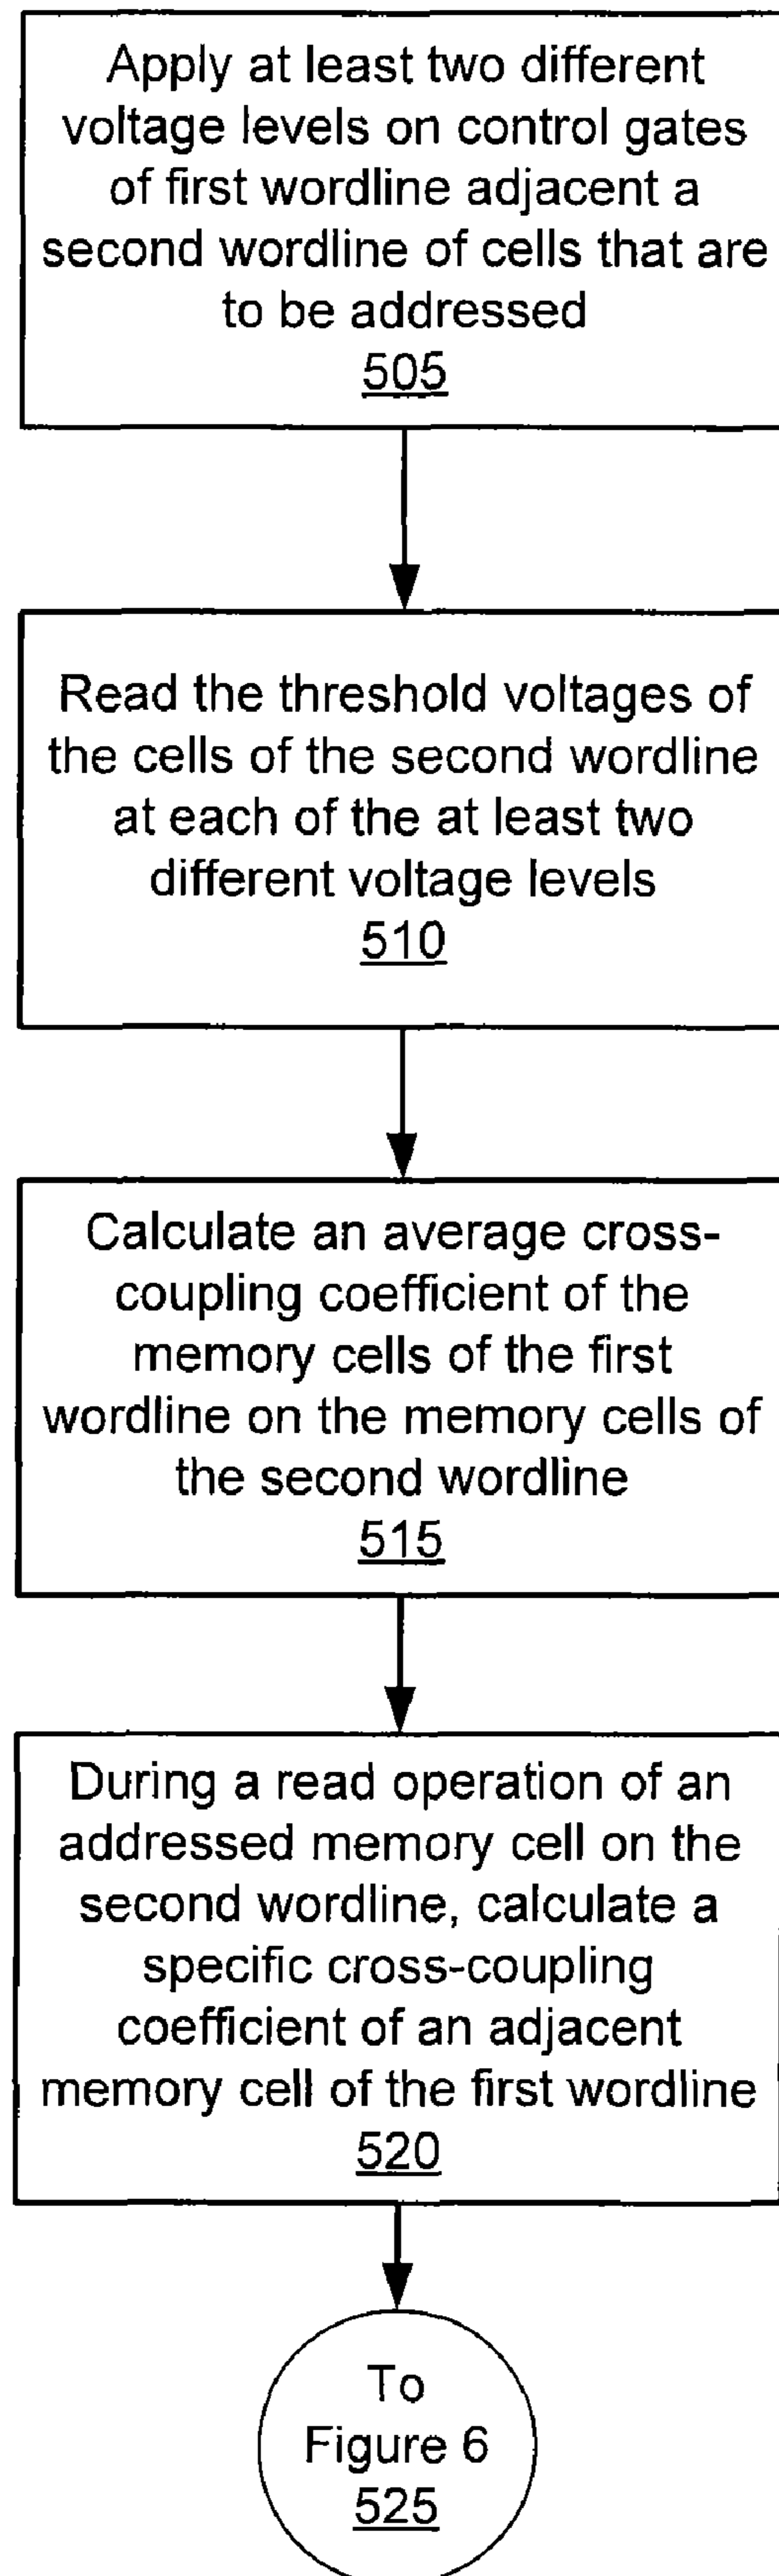 Apply at least two different
voltage levels on control gates
of first wordline adjacent a
second wordline of cells that are
to be addressed
505
Read the threshold voltages of
the cells of the second wordline
at each of the at least two
different voltage levels
510
Calculate an average cross-
coupling coefficient of the
memory cells of the first
wordline on the memory cells of
the second wordline
515
During a read operation of an
addressed memory cell on the
second wordline, calculate a
specific cross-coupling
coefficient of an adjacent
memory cell of the first wordline
520
To
Figure 6
525